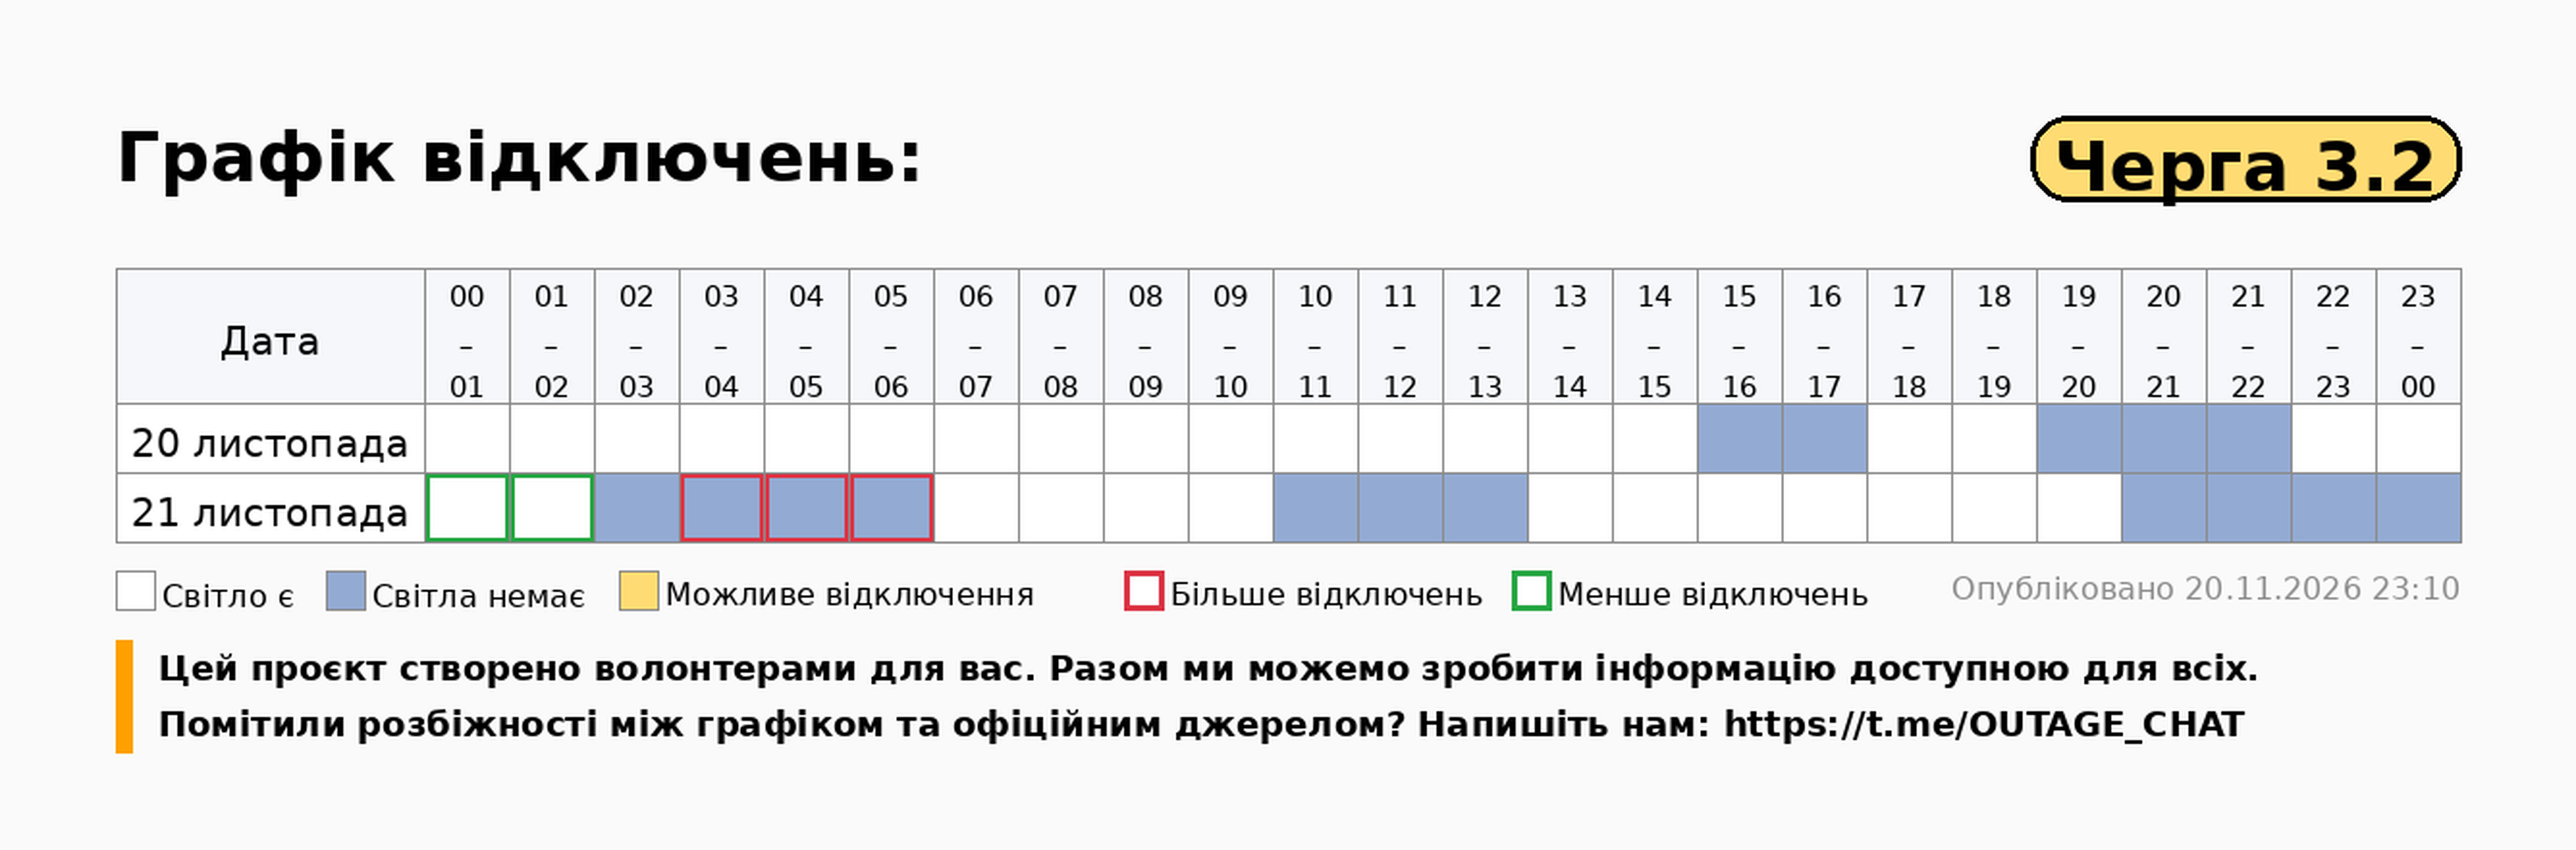 Графік відключень:
Черга 3.2
Дата
00 – 01
01 – 02
02 – 03
03 – 04
04 – 05
05 – 06
06 – 07
07 – 08
08 – 09
09 – 10
10 – 11
11 – 12
12 – 13
13 – 14
14 – 15
15 – 16
16 – 17
17 – 18
18 – 19
19 – 20
20 – 21
21 – 22
22 – 23
23 – 00
20 листопада
21 листопада
Світло є
Світла немає
Можливе відключення
Більше відключень
Менше відключень
Опубліковано 20.11.2026 23:10
Цей проєкт створено волонтерами для вас. Разом ми можемо зробити інформацію доступною для всіх.
Помітили розбіжності між графіком та офіційним джерелом? Напишіть нам: https://t.me/OUTAGE_CHAT